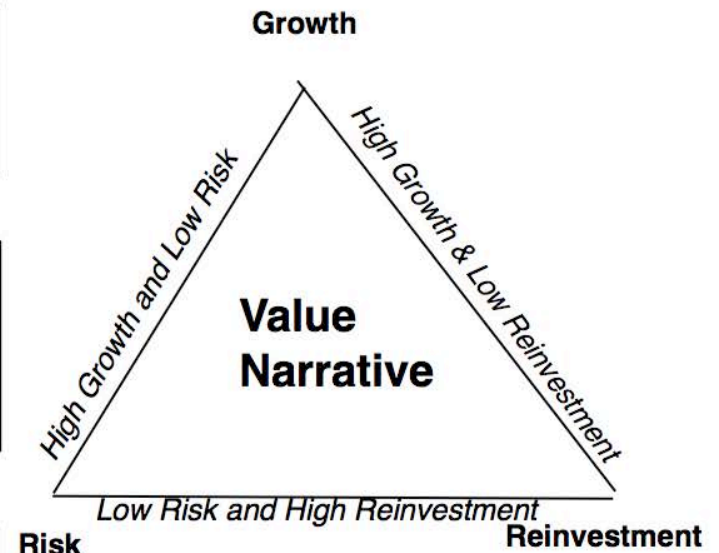 Growth
High Growth and Low Risk
High Growth & Low Reinvestment
Value
Narrative
Low Risk and High Reinvestment
Risk
Reinvestment